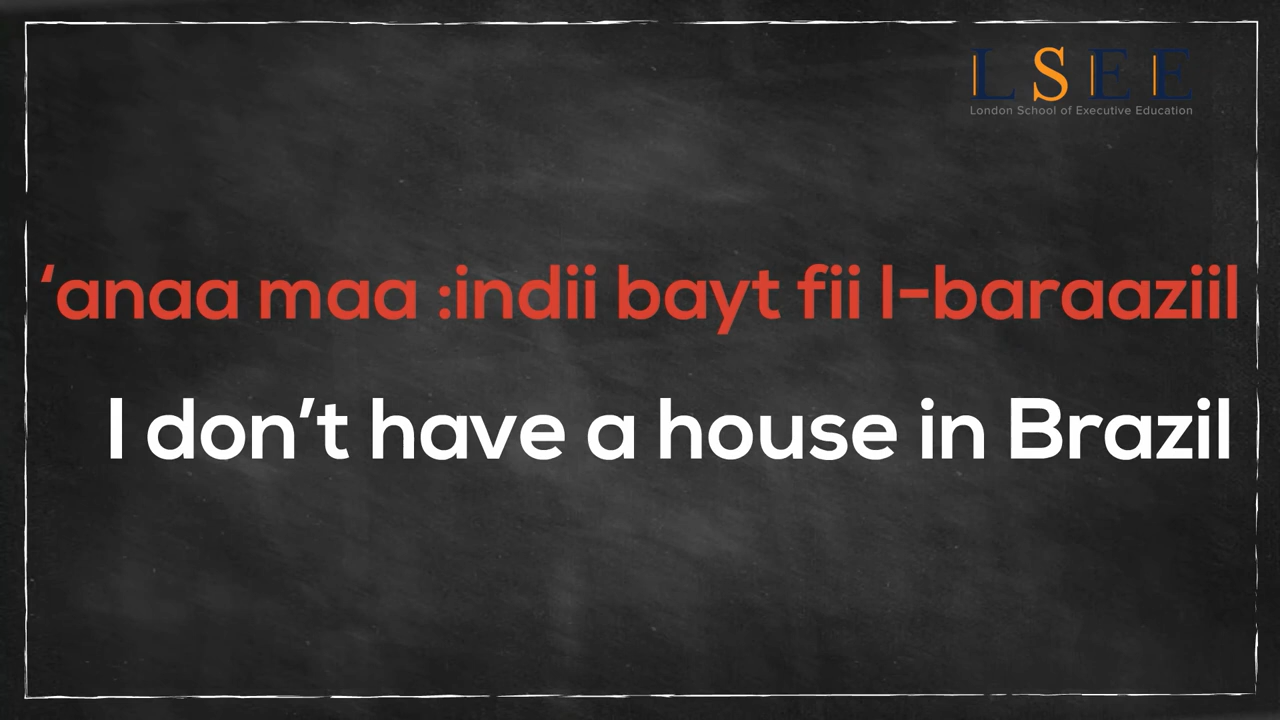 LSEE
London School of Executive Education
‘anaa maa :indii bayt fii l-baraaziil
I don’t have a house in Brazil